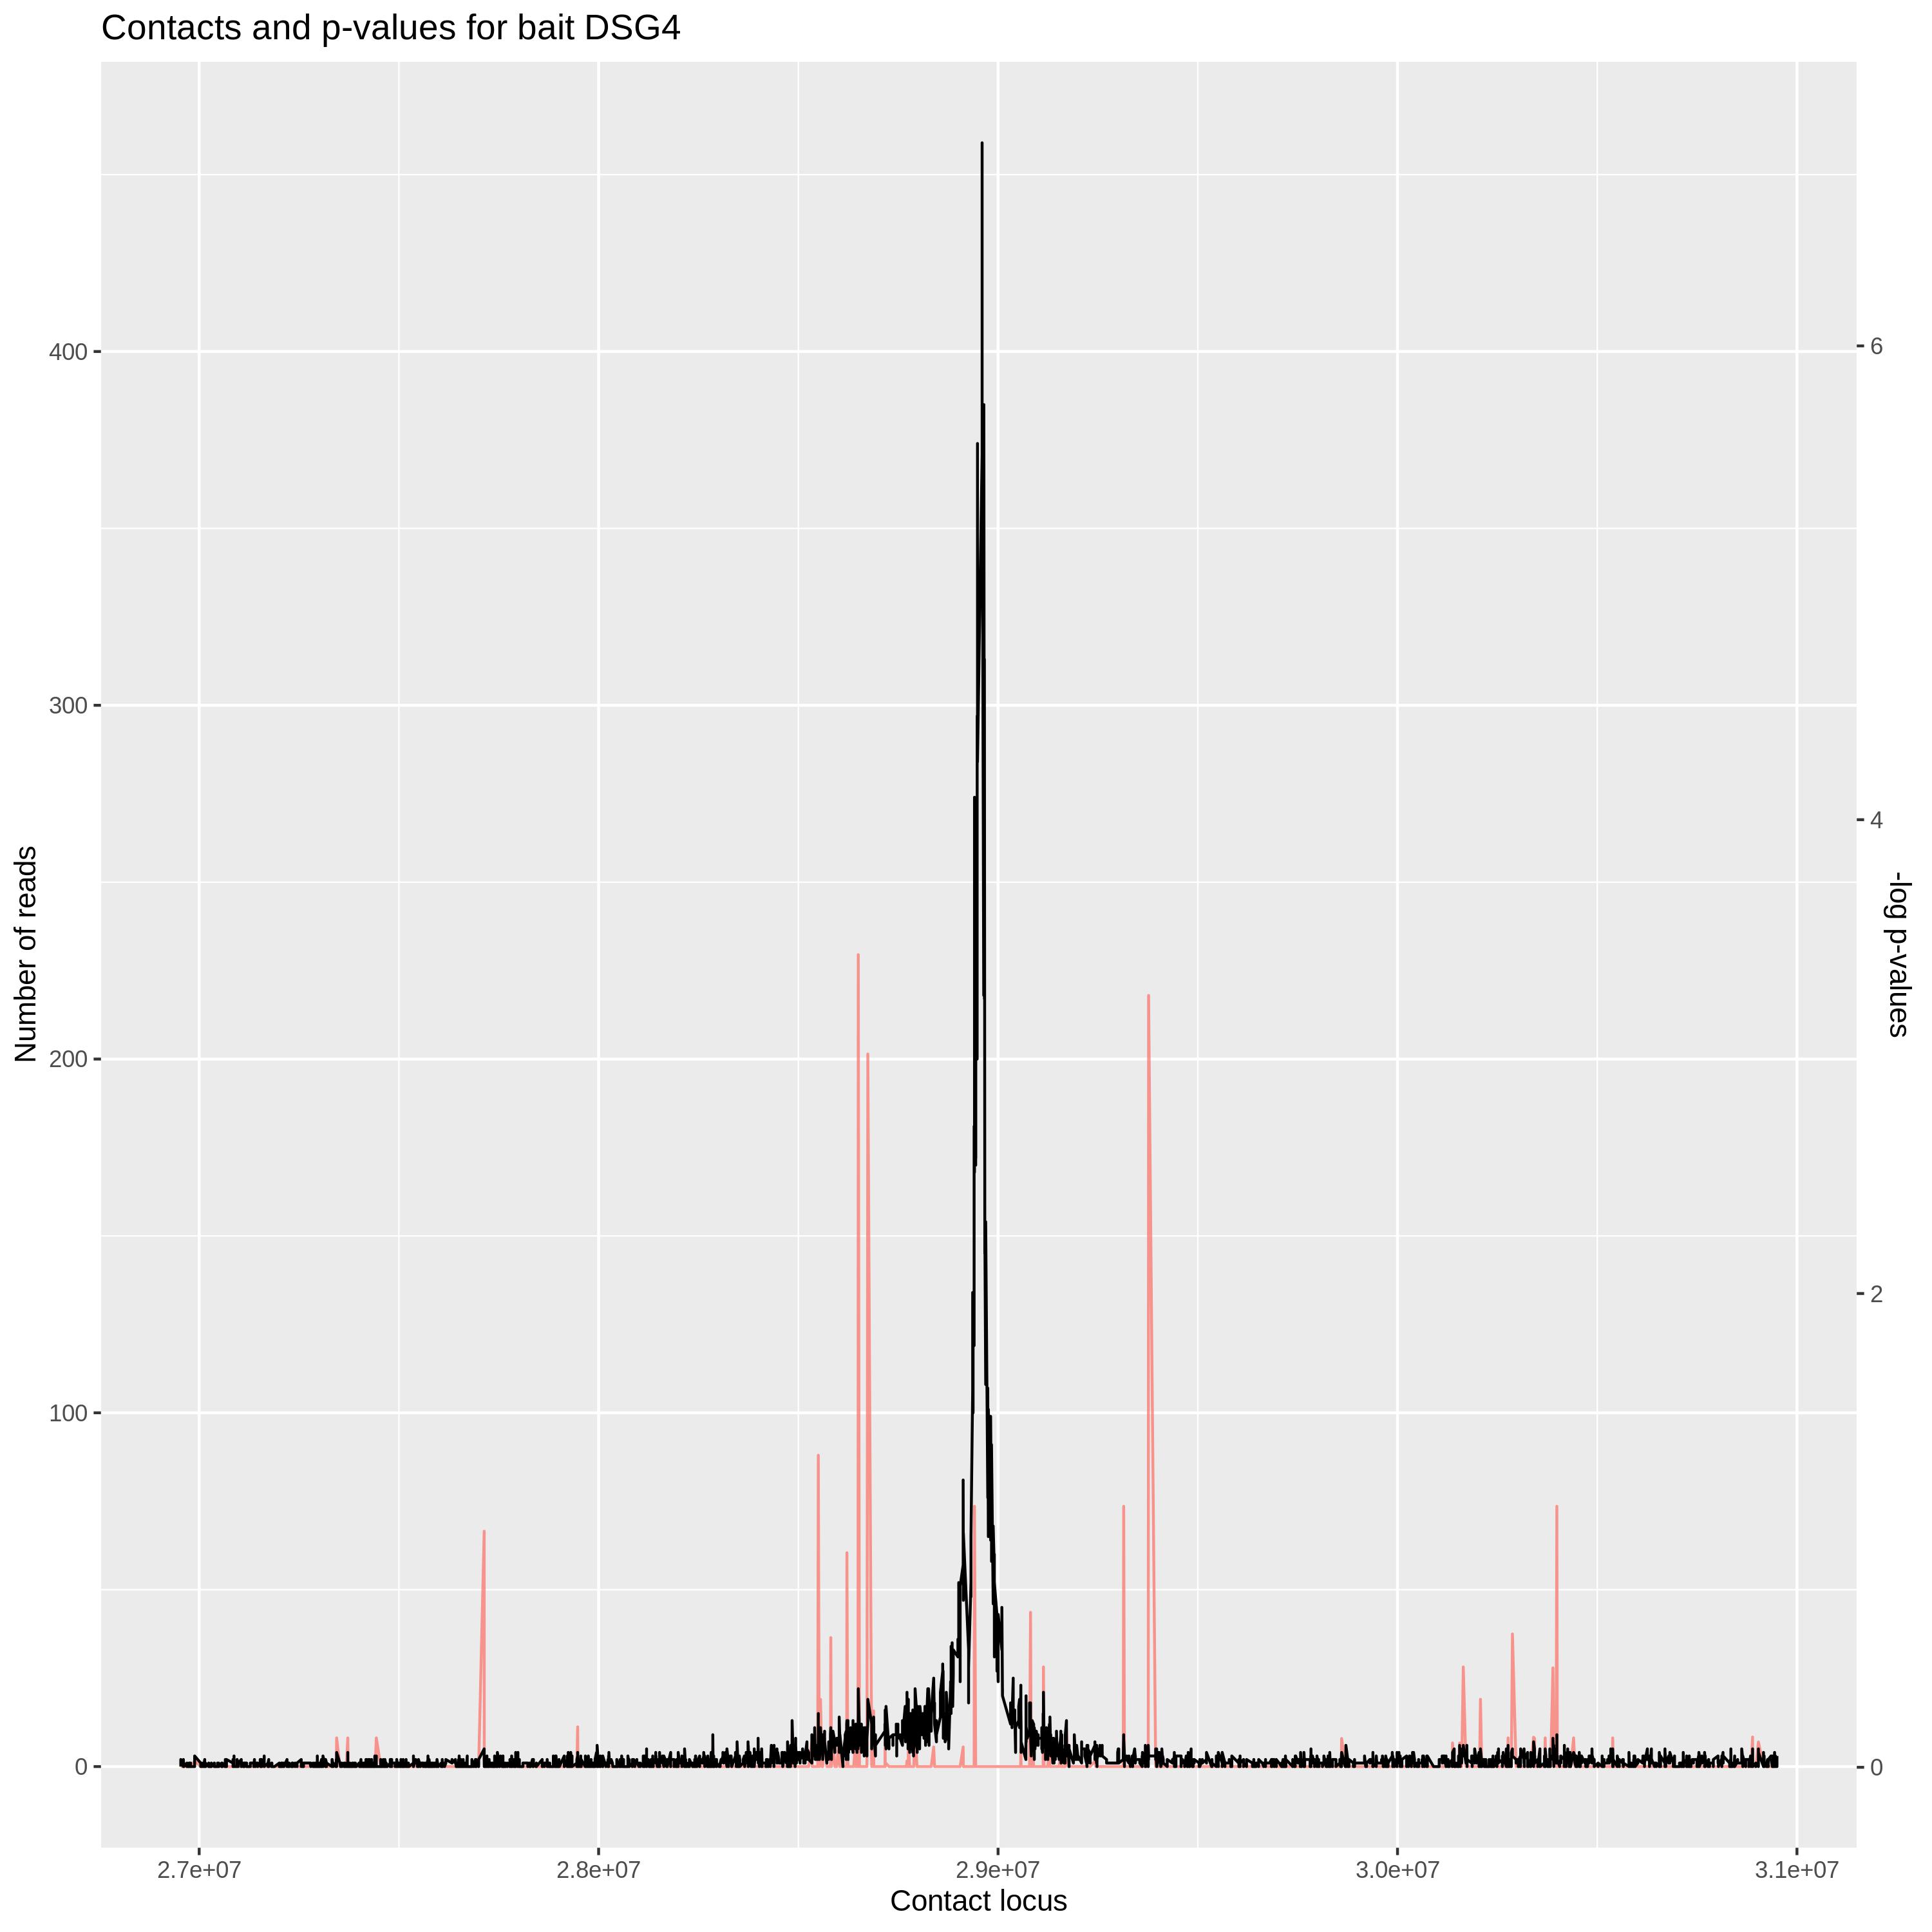 Contacts and p-values for bait DSG4
Number of reads
400
300
200
100
0
6
4
2
0
-log p-values
2.7e+07
2.8e+07
2.9e+07
3.0e+07
3.1e+07
Contact locus